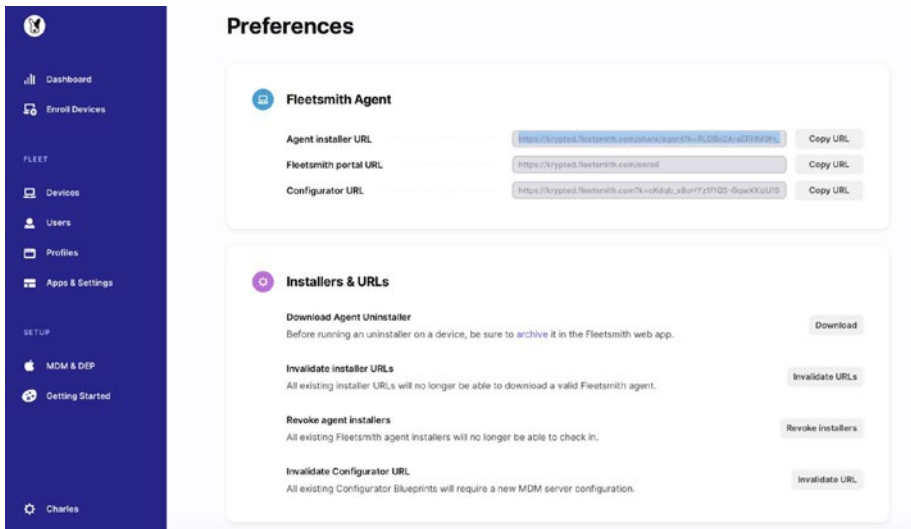 Preferences
Dashboard
Enroll Devices
FLEET
Devices
Users
Profiles
Apps & Settings
SETUP
MDM & DEP
Getting Started
Charles
Fleetsmith Agent
Agent installer URL
Copy URL
Fleetsmith portal URL
https://krypted.fleetsmith.com/enroll
Copy URL
Configurator URL
Copy URL
Installers & URLs
Download Agent Uninstaller
Before running an uninstaller on a device, be sure to archive it in the Fleetsmith web app.
Download
Invalidate installer URLs
All existing installer URLs will no longer be able to download a valid Fleetsmith agent.
Invalidate URLs
Revoke agent installers
All existing Fleetsmith agent installers will no longer be able to check in.
Revoke installers
Invalidate Configurator URL
All existing Configurator Blueprints will require a new MDM server configuration.
Invalidate URL